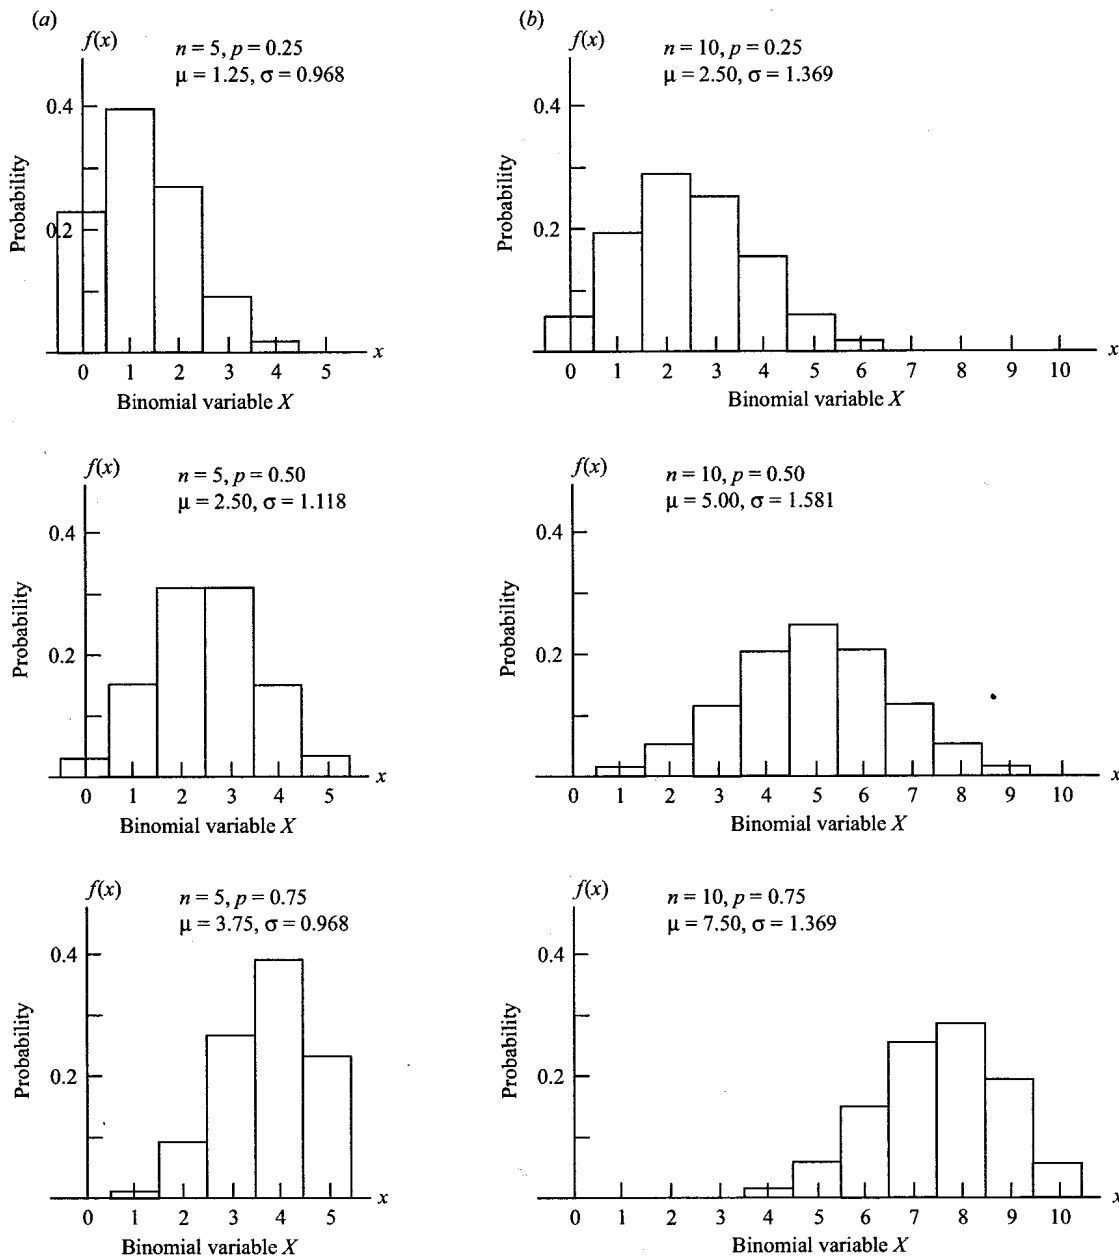 (a)
f(x)
n = 5, p = 0.25
μ = 1.25, σ = 0.968
0.4
0.2
Probability
0 1 2 3 4 5 x
Binomial variable X
(b)
f(x)
n = 10, p = 0.25
μ = 2.50, σ = 1.369
0.4
0.2
Probability
0 1 2 3 4 5 6 7 8 9 10 x
Binomial variable X
f(x)
n = 5, p = 0.50
μ = 2.50, σ = 1.118
0.4
0.2
Probability
0 1 2 3 4 5 x
Binomial variable X
f(x)
n = 10, p = 0.50
μ = 5.00, σ = 1.581
0.4
0.2
Probability
0 1 2 3 4 5 6 7 8 9 10 x
Binomial variable X
f(x)
n = 5, p = 0.75
μ = 3.75, σ = 0.968
0.4
0.2
Probability
0 1 2 3 4 5 x
Binomial variable X
f(x)
n = 10, p = 0.75
μ = 7.50, σ = 1.369
0.4
0.2
Probability
0 1 2 3 4 5 6 7 8 9 10 x
Binomial variable X